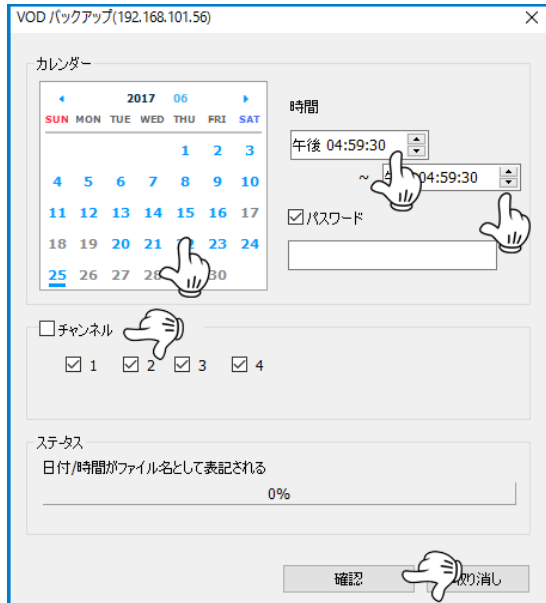 VOD バックアップ(192.168.101.56)
カレンダー
2017 06
SUN MON TUE WED THU FRI SAT
1 2 3
4 5 6 7 8 9 10
11 12 13 14 15 16 17
18 19 20 21 23 24
25 26 27 28 30
時間
午後 04:59:30
~ 04:59:30
パスワード
チャンネル
1 2 3 4
ステータス
日付/時間がファイル名として表記される
0%
確認
取り消し